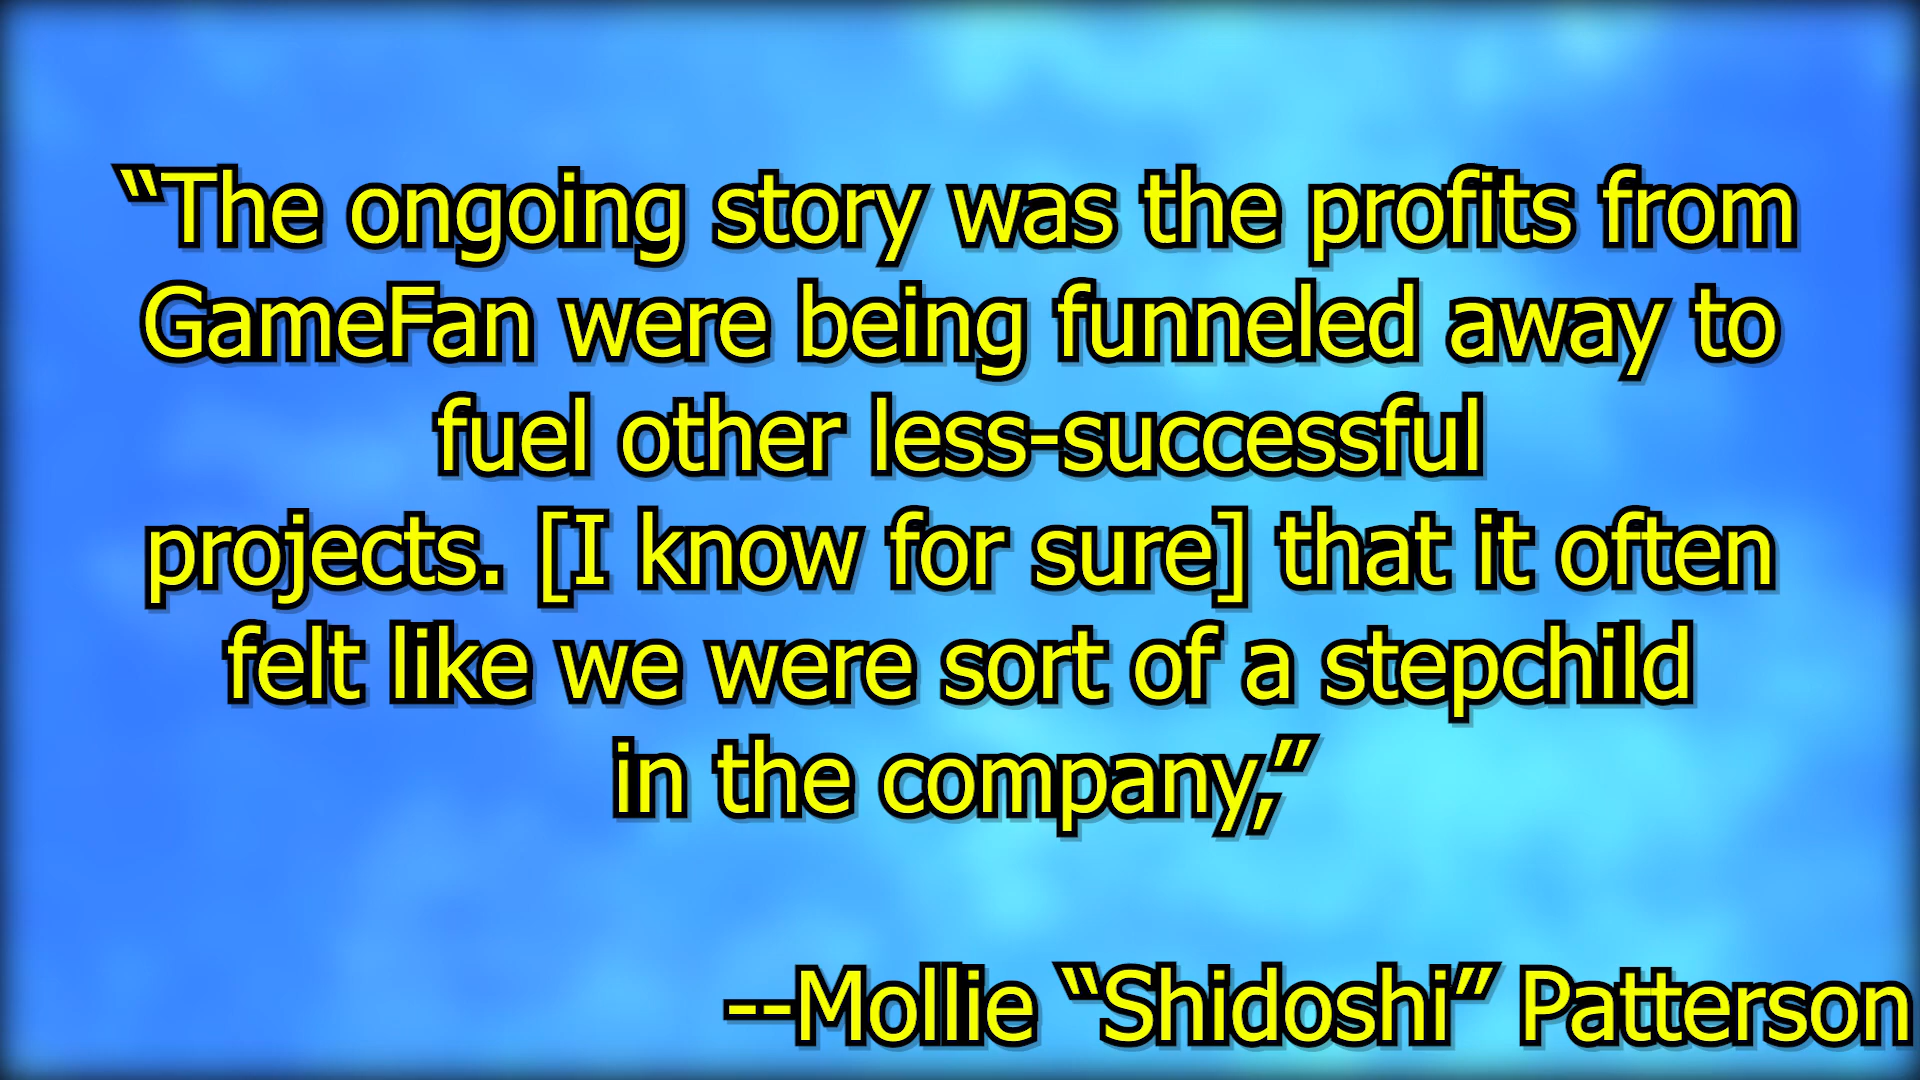 “The ongoing story was the profits from
GameFan were being funneled away to
fuel other less-successful
projects. [I know for sure] that it often
felt like we were sort of a stepchild
in the company,”
--Mollie “Shidoshi” Patterson